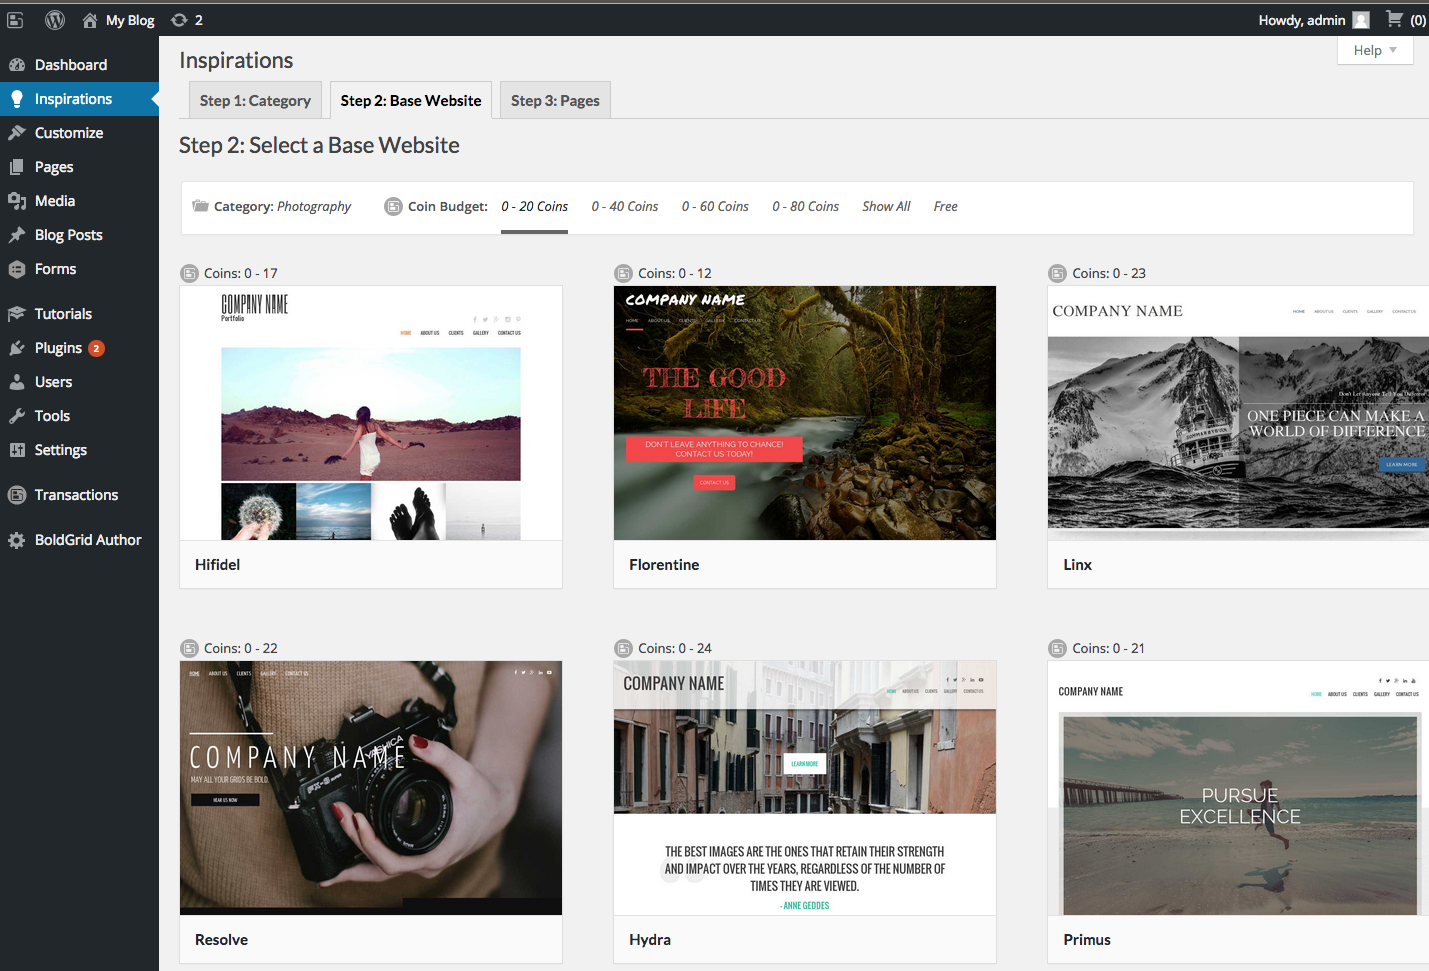 My Blog
2
Howdy, admin
(0)
Dashboard
Inspirations
Customize
Pages
Media
Blog Posts
Forms
Tutorials
Plugins 2
Users
Tools
Settings
Transactions
BoldGrid Author
Inspirations
Help
Step 1: Category
Step 2: Base Website
Step 3: Pages
Step 2: Select a Base Website
Category: Photography
Coin Budget: 0 - 20 Coins 0 - 40 Coins 0 - 60 Coins 0 - 80 Coins Show All Free
Coins: 0 - 17
COMPANY NAME
Portfolio
HOME ABOUT US CLIENTS GALLERY CONTACT US
Hifidel
Coins: 0 - 12
COMPANY NAME
HOME ABOUT US CLIENTS GALLERY CONTACT US
THE GOOD
LIFE
DON'T LEAVE ANYTHING TO CHANCE!
CONTACT US TODAY!
CONTACT US
Florentine
Coins: 0 - 23
COMPANY NAME
HOME ABOUT US CLIENTS GALLERY CONTACT US
Don't Let Anyone Tell You Different
ONE PIECE CAN MAKE A
WORLD OF DIFFERENCE
LEARN MORE
Linx
Coins: 0 - 22
HOME ABOUT US CLIENTS GALLERY CONTACT US
YASHICA
COMPANY NAME
MAY ALL YOUR GRIDS BE BOLD.
HEAR US NOW
Resolve
Coins: 0 - 24
COMPANY NAME
HOME ABOUT US CLIENTS GALLERY CONTACT US
LEARN MORE
THE BEST IMAGES ARE THE ONES THAT RETAIN THEIR STRENGTH
AND IMPACT OVER THE YEARS, REGARDLESS OF THE NUMBER OF
TIMES THEY ARE VIEWED.
- ANNE GEDDES
Hydra
Coins: 0 - 21
COMPANY NAME
HOME ABOUT US CLIENTS GALLERY CONTACT US
PURSUE
EXCELLENCE
Primus